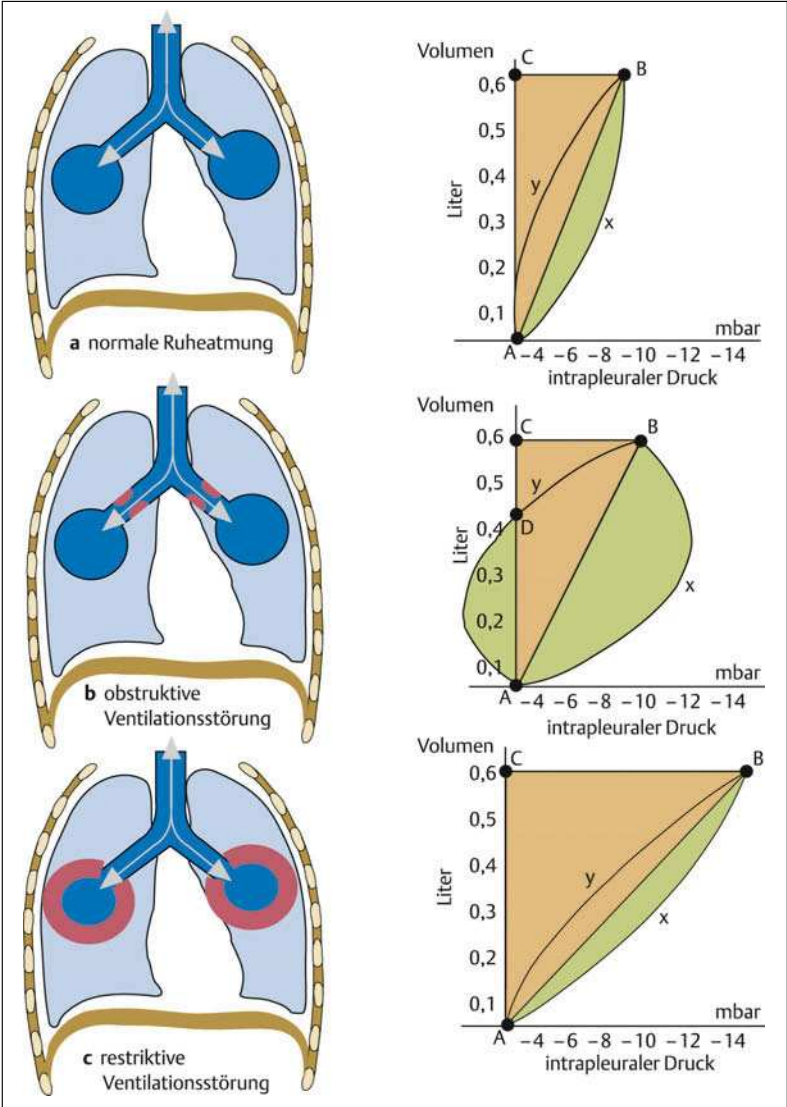 Volumen
C
B
0,6
0,5
0,4
0,3
0,2
0,1
Liter
y
x
A
mbar
−4 −6 −8 −10 −12 −14
intrapleuraler Druck
a normale Ruheatmung
Volumen
C
B
0,6
0,5
0,4
0,3
0,2
0,1
Liter
y
D
x
A
mbar
−4 −6 −8 −10 −12 −14
intrapleuraler Druck
b obstruktive
Ventilationsstörung
Volumen
C
B
0,6
0,5
0,4
0,3
0,2
0,1
Liter
y
x
A
mbar
−4 −6 −8 −10 −12 −14
intrapleuraler Druck
c restriktive
Ventilationsstörung